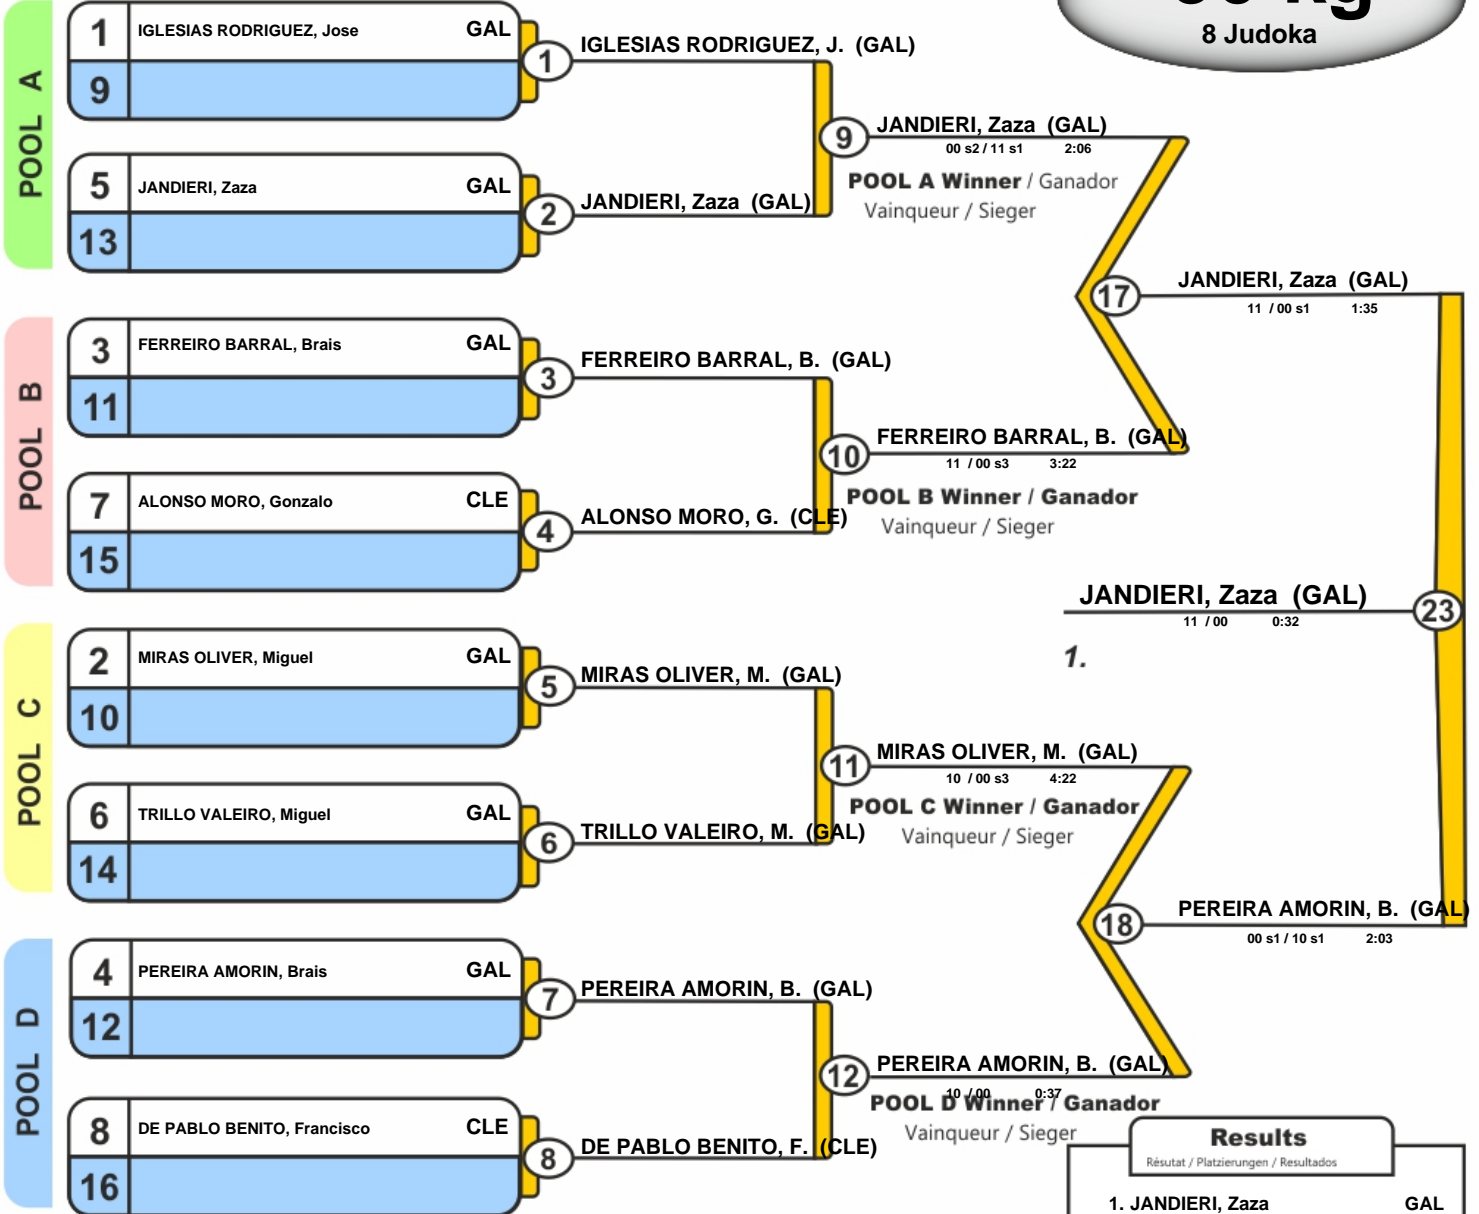 8 Judoka
POOL A
1 IGLESIAS RODRIGUEZ, Jose GAL
9
1
IGLESIAS RODRIGUEZ, J. (GAL)
5 JANDIERI, Zaza GAL
13
2
JANDIERI, Zaza (GAL)
9
JANDIERI, Zaza (GAL)
00 s2 / 11 s1 2:06
POOL A Winner / Ganador
Vainqueur / Sieger
POOL B
3 FERREIRO BARRAL, Brais GAL
11
3
FERREIRO BARRAL, B. (GAL)
7 ALONSO MORO, Gonzalo CLE
15
4
ALONSO MORO, G. (CLE)
10
FERREIRO BARRAL, B. (GAL)
11 / 00 s3 3:22
POOL B Winner / Ganador
Vainqueur / Sieger
17
JANDIERI, Zaza (GAL)
11 / 00 s1 1:35
JANDIERI, Zaza (GAL)
11 / 00 0:32
23
1.
POOL C
2 MIRAS OLIVER, Miguel GAL
10
5
MIRAS OLIVER, M. (GAL)
6 TRILLO VALEIRO, Miguel GAL
14
6
TRILLO VALEIRO, M. (GAL)
11
MIRAS OLIVER, M. (GAL)
10 / 00 s3 4:22
POOL C Winner / Ganador
Vainqueur / Sieger
POOL D
4 PEREIRA AMORIN, Brais GAL
12
7
PEREIRA AMORIN, B. (GAL)
8 DE PABLO BENITO, Francisco CLE
16
8
DE PABLO BENITO, F. (CLE)
12
PEREIRA AMORIN, B. (GAL)
10 / 00 0:37
POOL D Winner / Ganador
Vainqueur / Sieger
18
PEREIRA AMORIN, B. (GAL)
00 s1 / 10 s1 2:03
Results
Résutat / Platzierungen / Resultados
1. JANDIERI, Zaza GAL